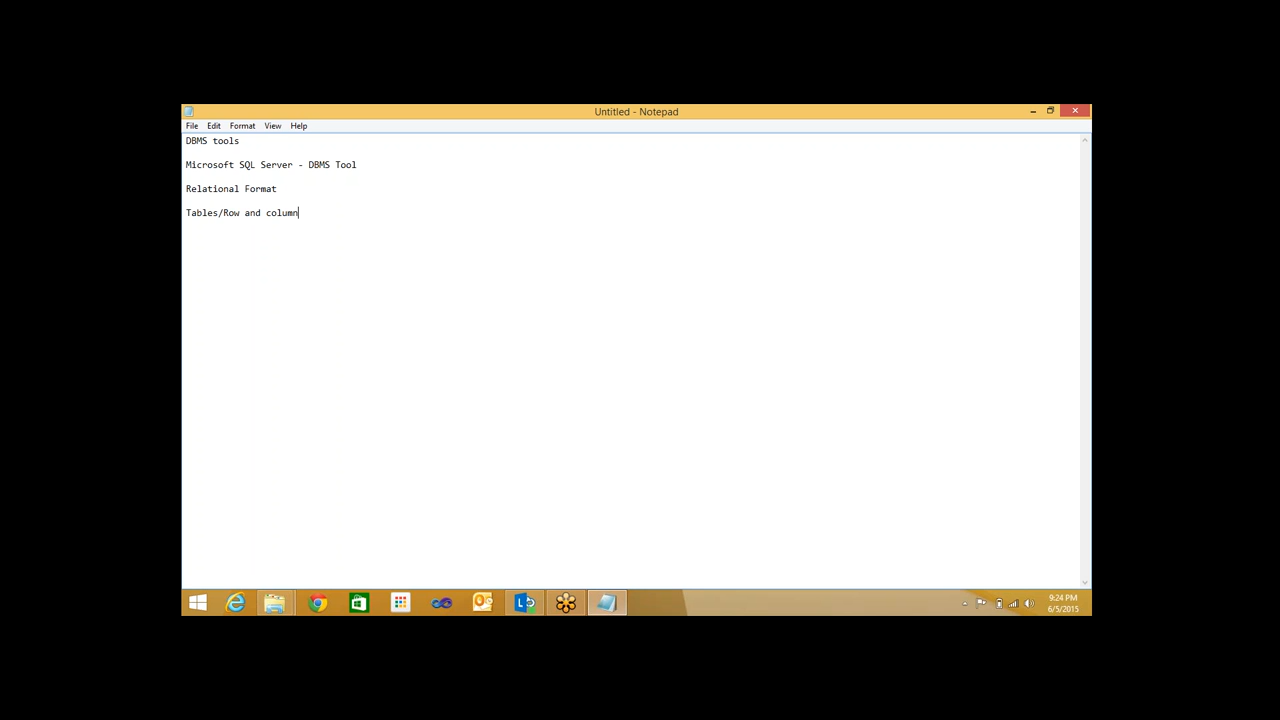 Untitled - Notepad
File Edit Format View Help
DBMS tools
Microsoft SQL Server - DBMS Tool
Relational Format
Tables/Row and column
9:24 PM
6/5/2015